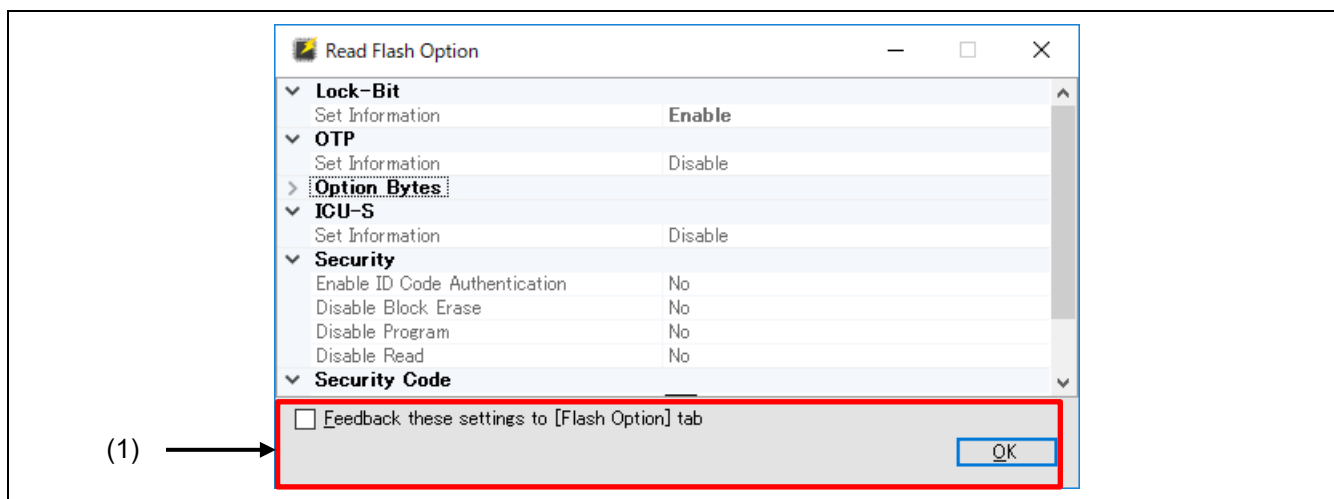 Read Flash Option
Lock-Bit
Set Information Enable
OTP
Set Information Disable
Option Bytes
ICU-S
Set Information Disable
Security
Enable ID Code Authentication No
Disable Block Erase No
Disable Program No
Disable Read No
Security Code
Feedback these settings to [Flash Option] tab
(1)
OK